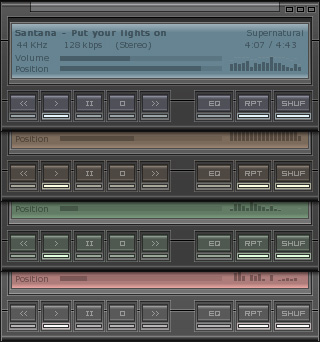 Santana - Put your lights on Supernatural
44 KHz 128 kbps (Stereo) 4:07 / 4:43
Volume
Position
<< > II O >> EQ RPT SHUF
Position
<< > II O >> EQ RPT SHUF
Position
<< > II O >> EQ RPT SHUF
Position
<< > II O >> EQ RPT SHUF